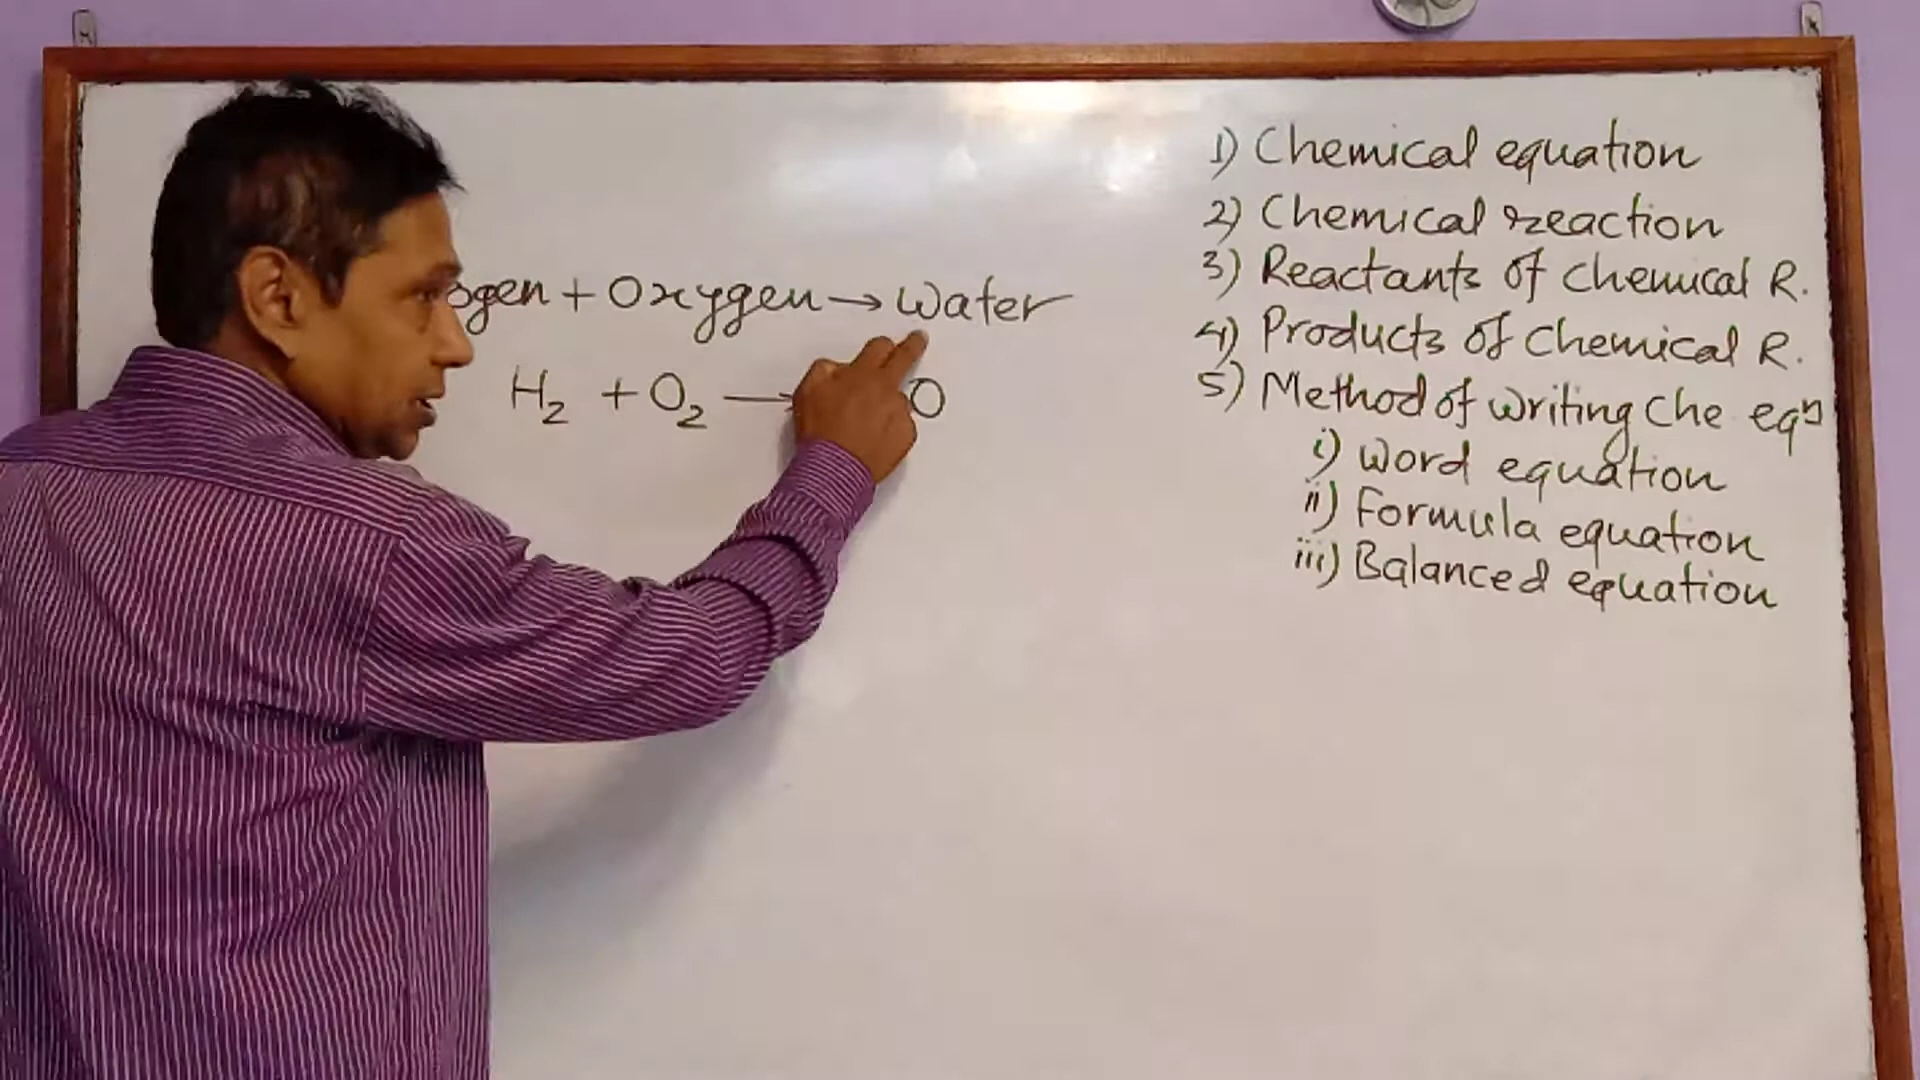 ogen + Oxygen → Water
H₂ + O₂ → O
1) Chemical equation
2) Chemical reaction
3) Reactants of Chemical R.
4) Products of Chemical R.
5) Method of writing Che eqⁿ
i) Word equation
ii) Formula equation
iii) Balanced equation